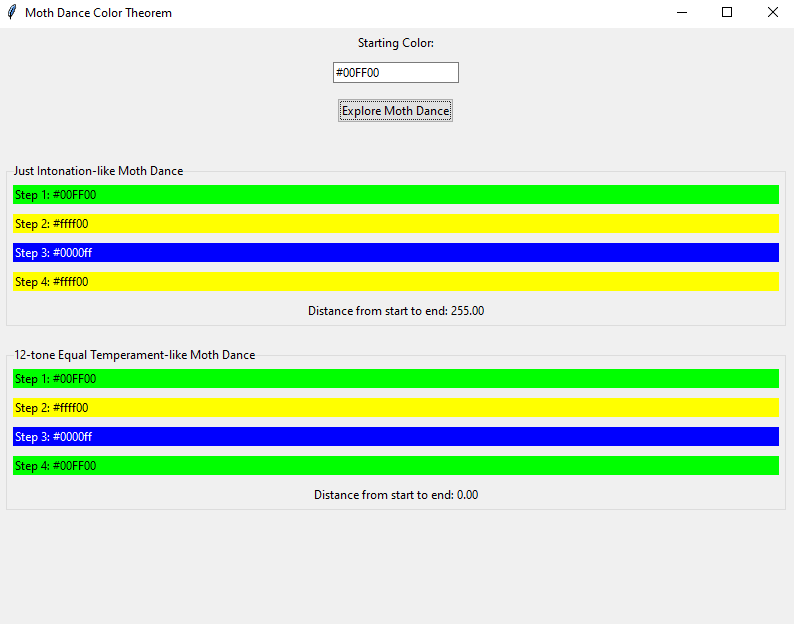 Moth Dance Color Theorem
Starting Color:
#00FF00
Explore Moth Dance
Just Intonation-like Moth Dance
Step 1: #00FF00
Step 2: #ffff00
Step 3: #0000ff
Step 4: #ffff00
Distance from start to end: 255.00
12-tone Equal Temperament-like Moth Dance
Step 1: #00FF00
Step 2: #ffff00
Step 3: #0000ff
Step 4: #00FF00
Distance from start to end: 0.00